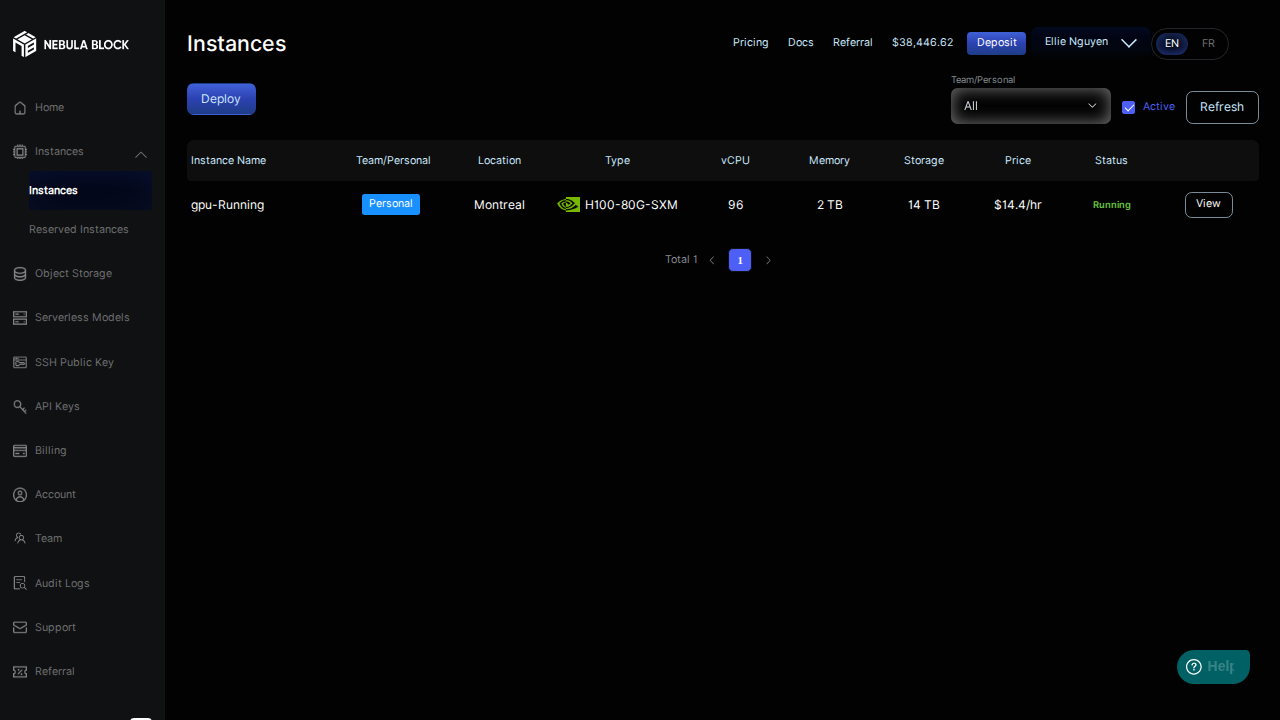 NEBULA BLOCK
Home
Instances
Instances
Reserved Instances
Object Storage
Serverless Models
SSH Public Key
API Keys
Billing
Account
Team
Audit Logs
Support
Referral
Instances
Pricing Docs Referral $38,446.62 Deposit Ellie Nguyen EN FR
Deploy
Team/Personal
All
Active
Refresh
Instance Name Team/Personal Location Type vCPU Memory Storage Price Status
gpu-Running Personal Montreal H100-80G-SXM 96 2 TB 14 TB $14.4/hr Running View
Total 1 1
Help